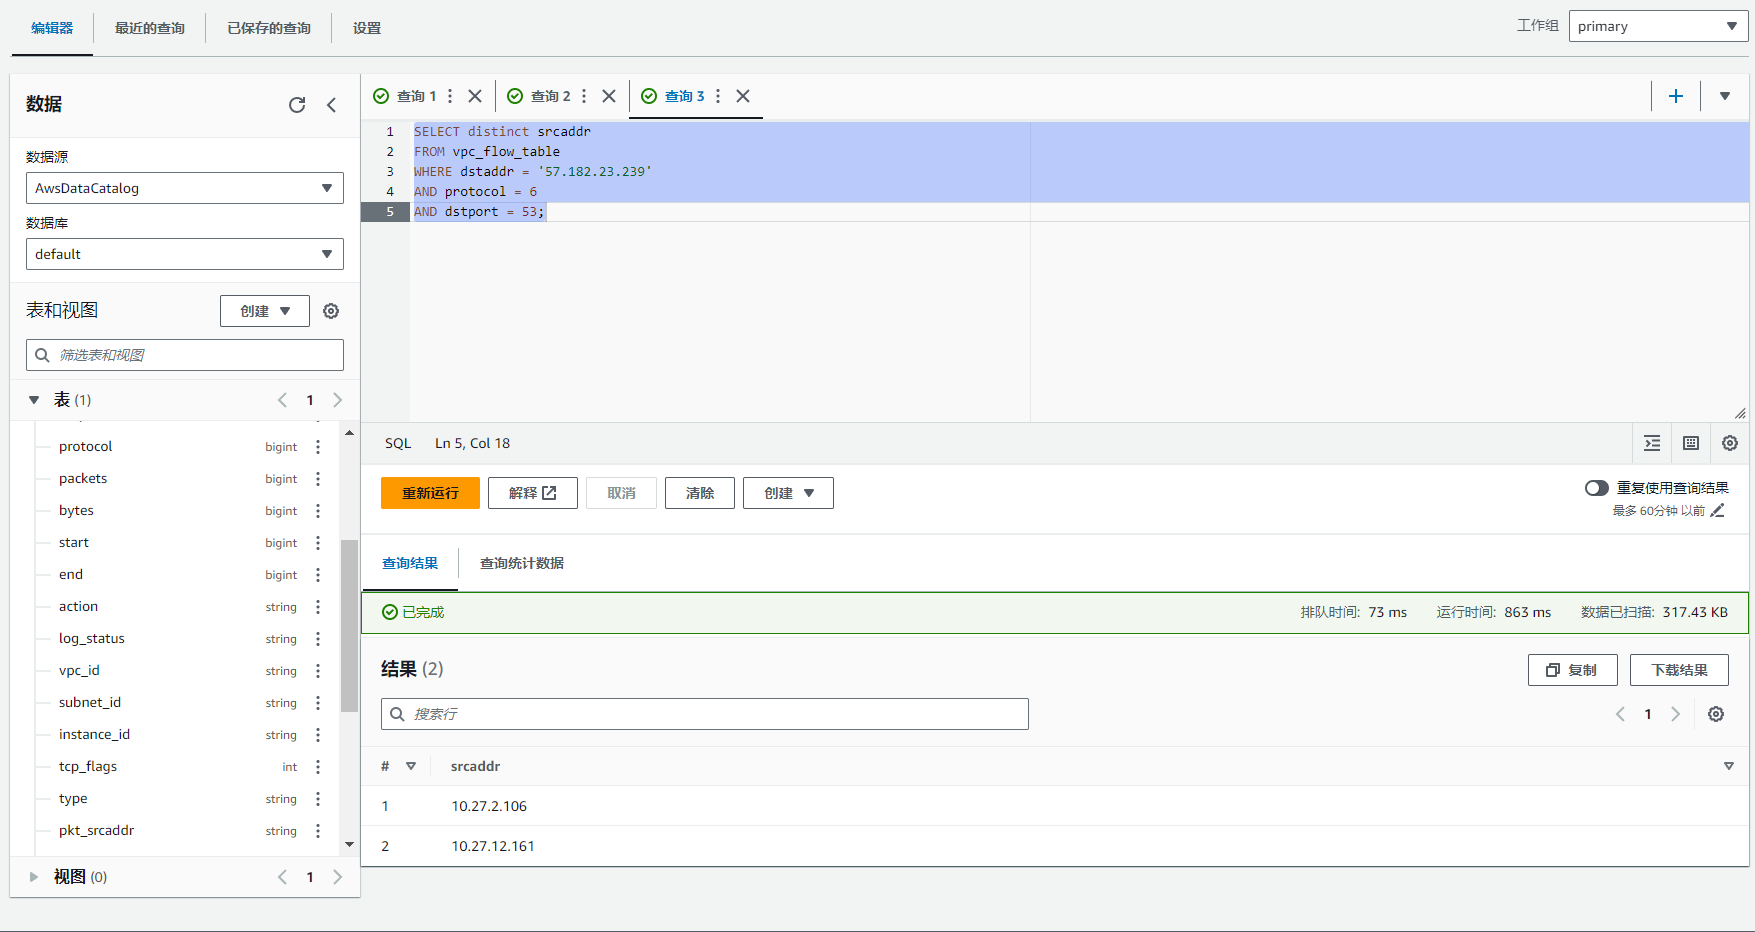 编辑器
最近的查询
已保存的查询
设置
工作组
primary
数据
数据源
AwsDataCatalog
数据库
default
表和视图
创建
筛选表和视图
表 (1)
1
protocol bigint
packets bigint
bytes bigint
start bigint
end bigint
action string
log_status string
vpc_id string
subnet_id string
instance_id string
tcp_flags int
type string
pkt_srcaddr string
视图 (0)
1
查询 1
查询 2
查询 3
1 SELECT distinct srcaddr
2 FROM vpc_flow_table
3 WHERE dstaddr = '57.182.23.239'
4 AND protocol = 6
5 AND dstport = 53;
SQL Ln 5, Col 18
重新运行
解释
取消
清除
创建
重复使用查询结果
最多 60分钟 以前
查询结果
查询统计数据
已完成
排队时间: 73 ms
运行时间: 863 ms
数据已扫描: 317.43 KB
结果 (2)
复制
下载结果
搜索行
1
# srcaddr
1 10.27.2.106
2 10.27.12.161